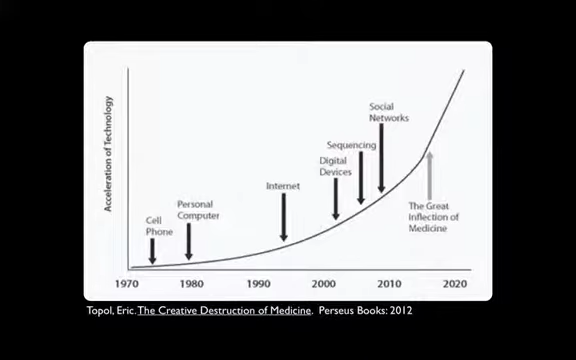 Acceleration of Technology
Social
Networks
Sequencing
Digital
Devices
Internet
Personal
Computer
Cell
Phone
The Great
Inflection of
Medicine
1970 1980 1990 2000 2010 2020
Topol, Eric. The Creative Destruction of Medicine. Perseus Books: 2012